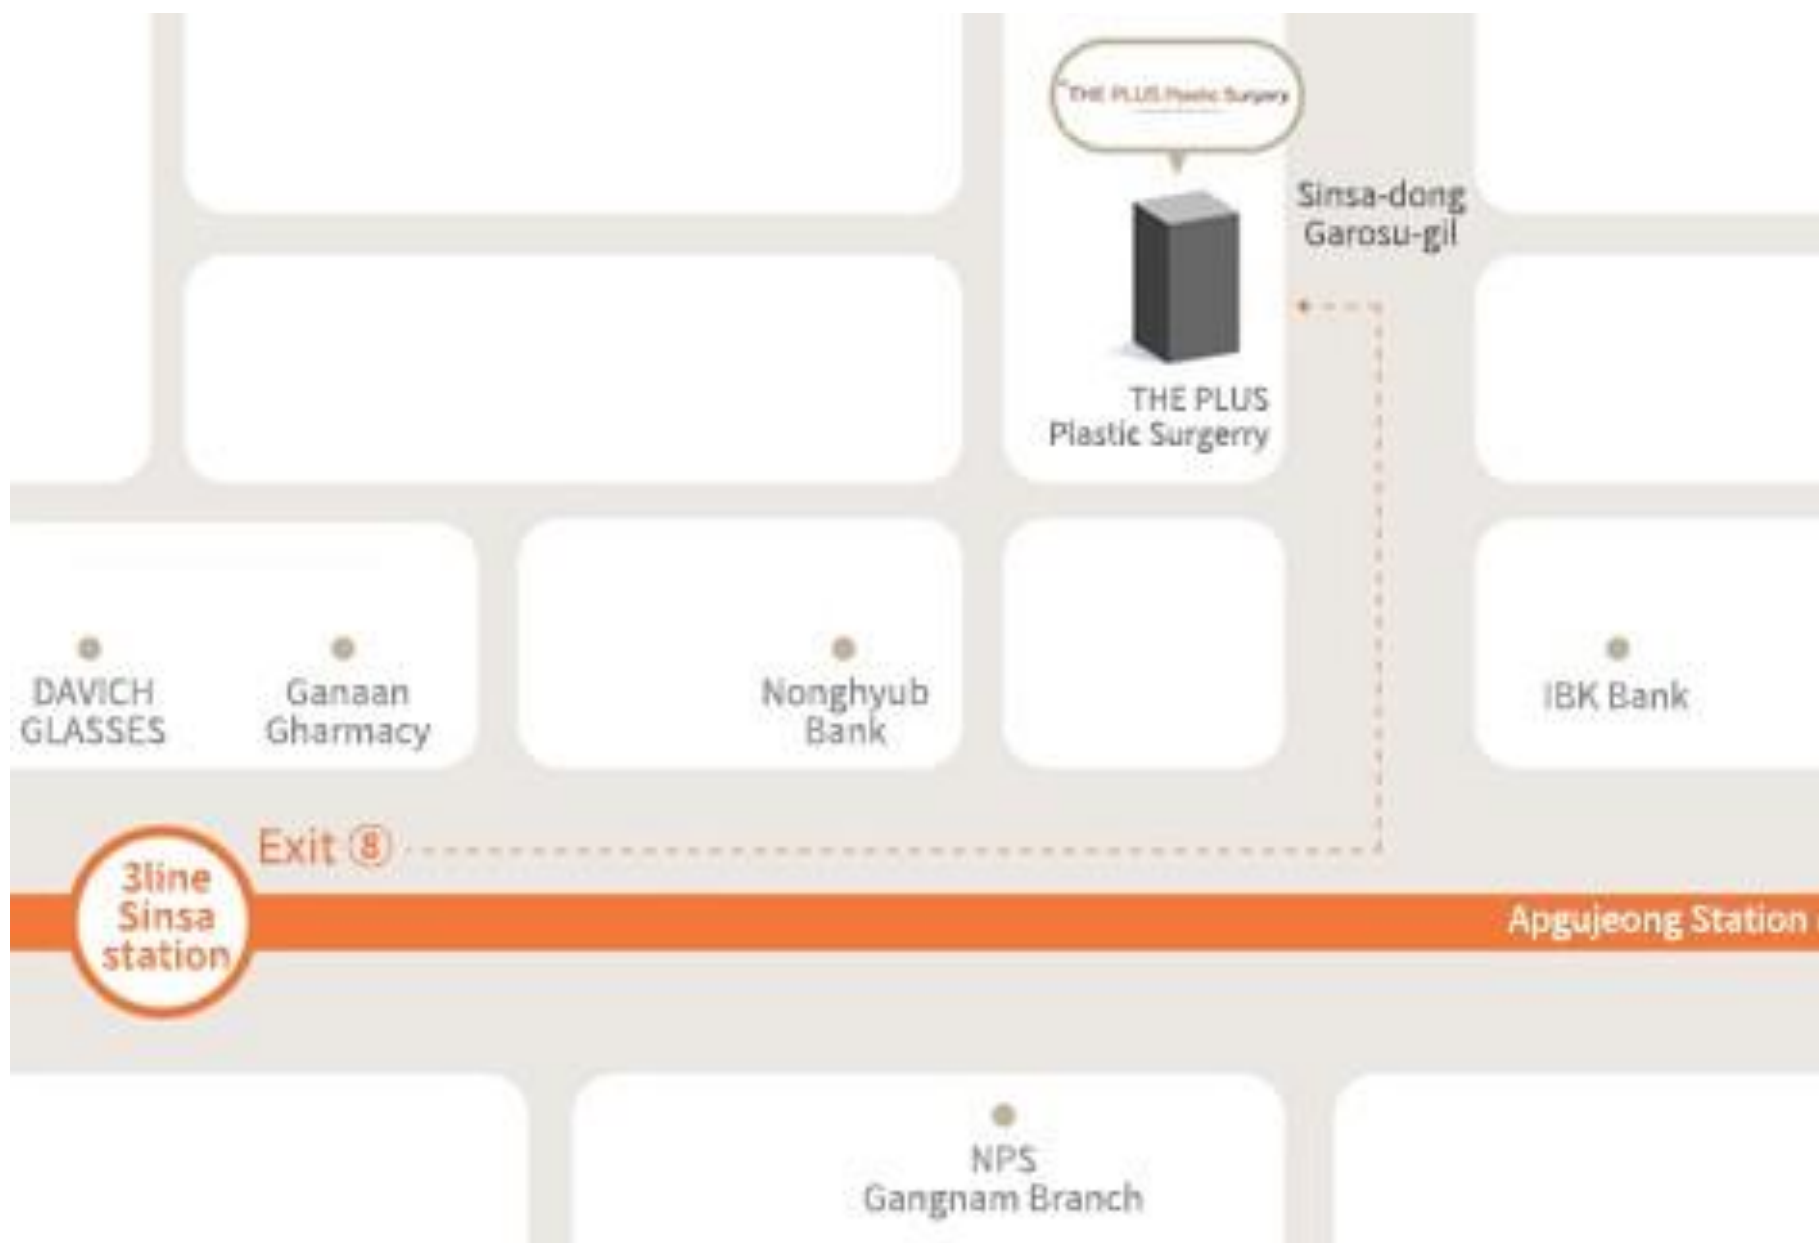 THE PLUS Plastic Surgery
Sinsa-dong
Garosu-gil
THE PLUS
Plastic Surgerry
DAVICH
GLASSES
Ganaan
Gharmacy
Nonghyub
Bank
IBK Bank
Exit ⑧
3line
Sinsa
station
Apgujeong Station
NPS
Gangnam Branch